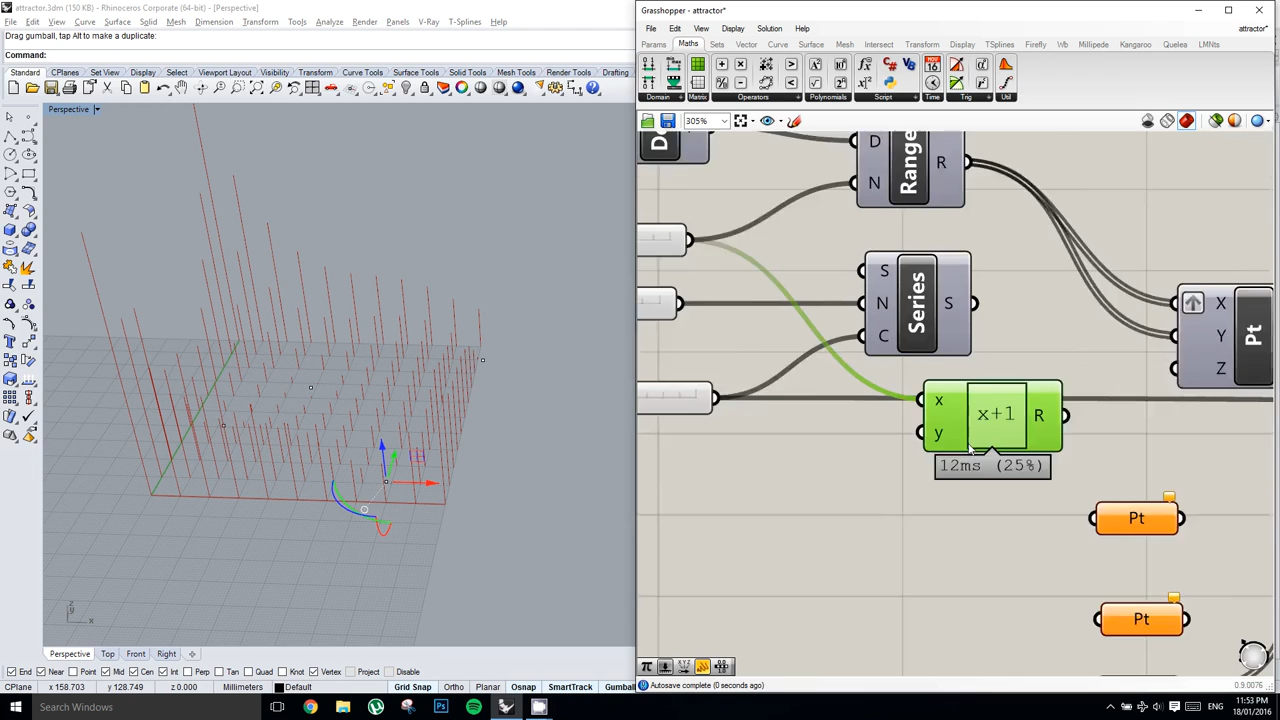 attractor.3dm (150 KB) - Rhinoceros Corporate (64-bit) - [Perspective]
File Edit View Curve Surface Solid Mesh Dimension Transform Tools Analyze Render Panels V-Ray T-Splines Help
Drag gumball, tap Alt to make a duplicate:
Command:
Standard CPlanes Set View Display Select Viewport Layout Visibility Transform Curve Tools Surface Tools Solid Tools Mesh Tools Render Tools Drafting
Perspective
z
y
x
Perspective Top Front Right
End Near Point Mid Cen Int Perp Tan Quad Knot Vertex Project Disable
CPlane x 158.703 y 128.749 z 0.000 Millimeters Default Grid Snap Ortho Planar Osnap SmartTrack Gumb
Grasshopper - attractor*
File Edit View Display Solution Help
attractor*
Params Maths Sets Vector Curve Surface Mesh Intersect Transform Display TSplines Firefly Wb Millipede Kangaroo Quelea LMNts
Domain Matrix Operators Polynomials Script Time Trig Util
305%
D
N
Range
R
S
N
C
Series
S
X
Y
Z
Pt
x
y
x+1
R
12ms (25%)
Pt
Pt
Autosave complete (0 seconds ago)
0.9.0076
Search Windows
ENG
11:53 PM
18/01/2016